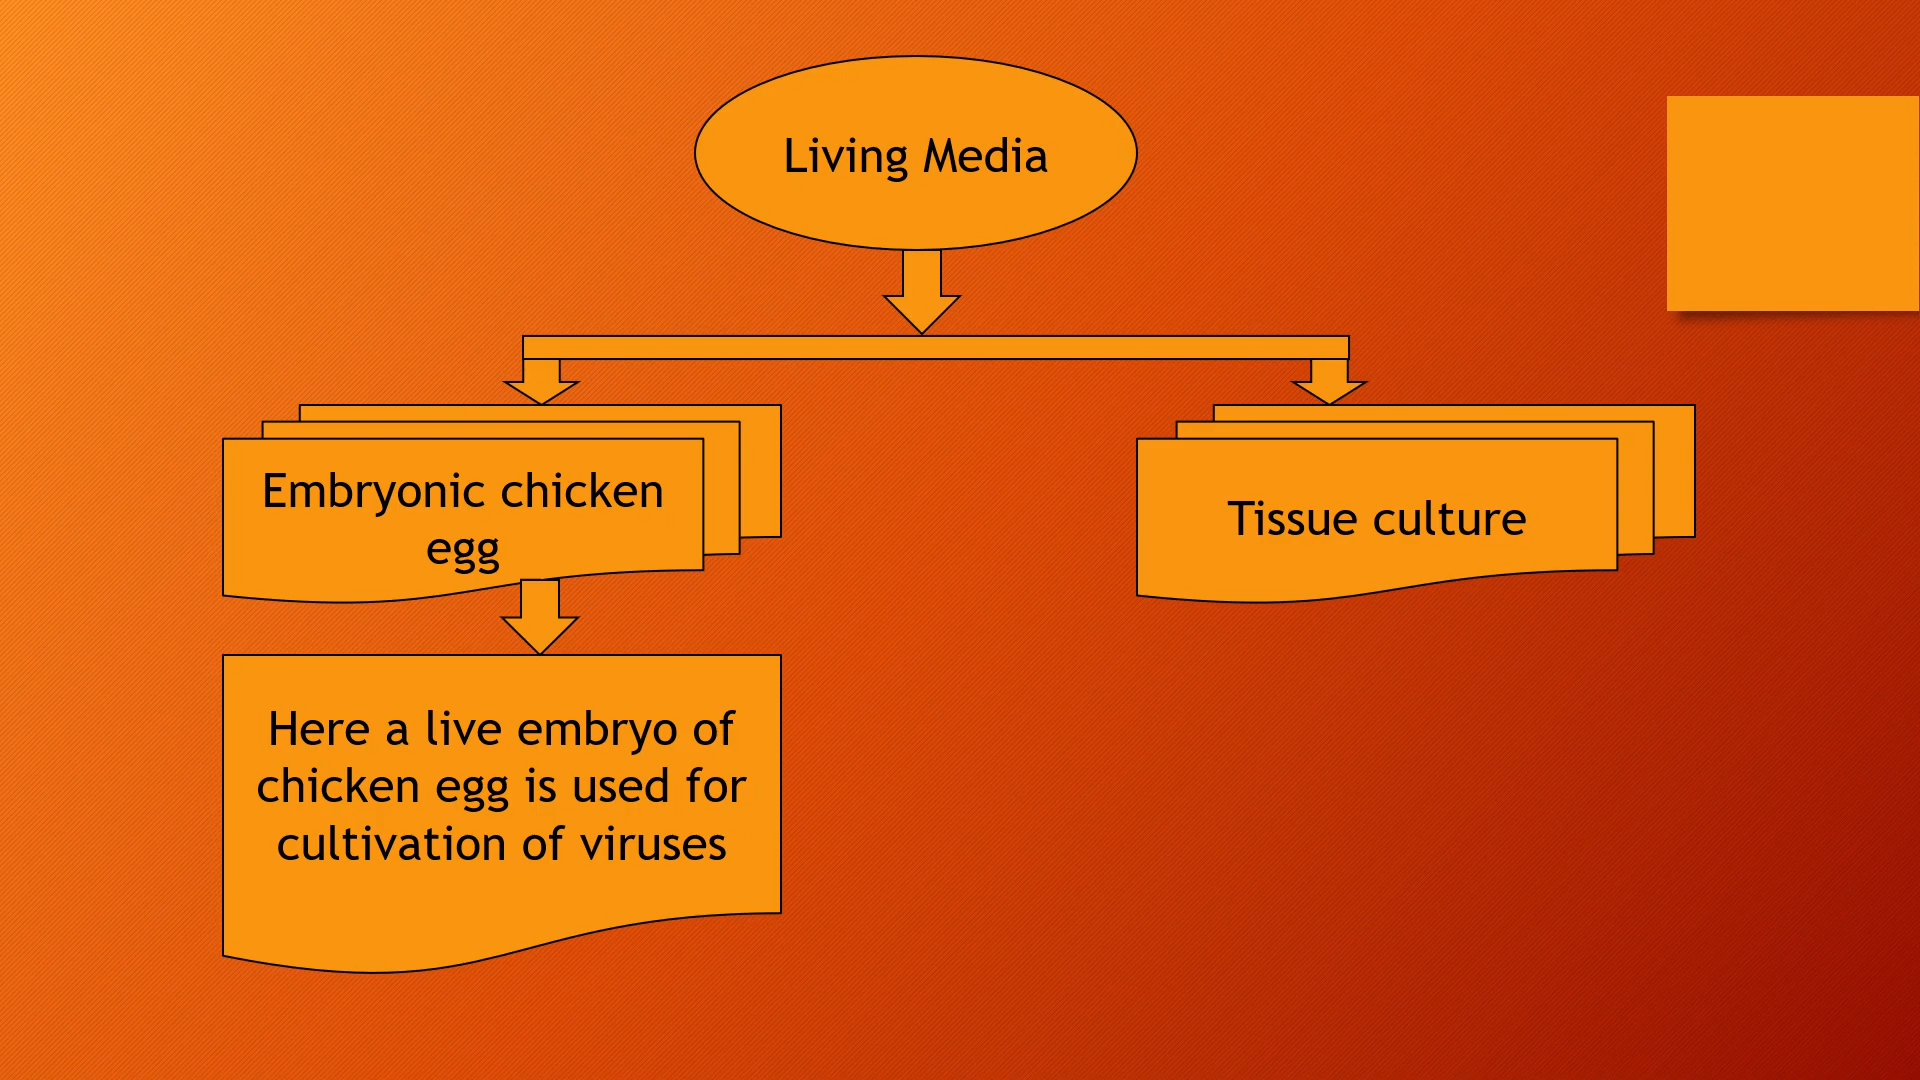 Living Media
Embryonic chicken
egg
Tissue culture
Here a live embryo of
chicken egg is used for
cultivation of viruses